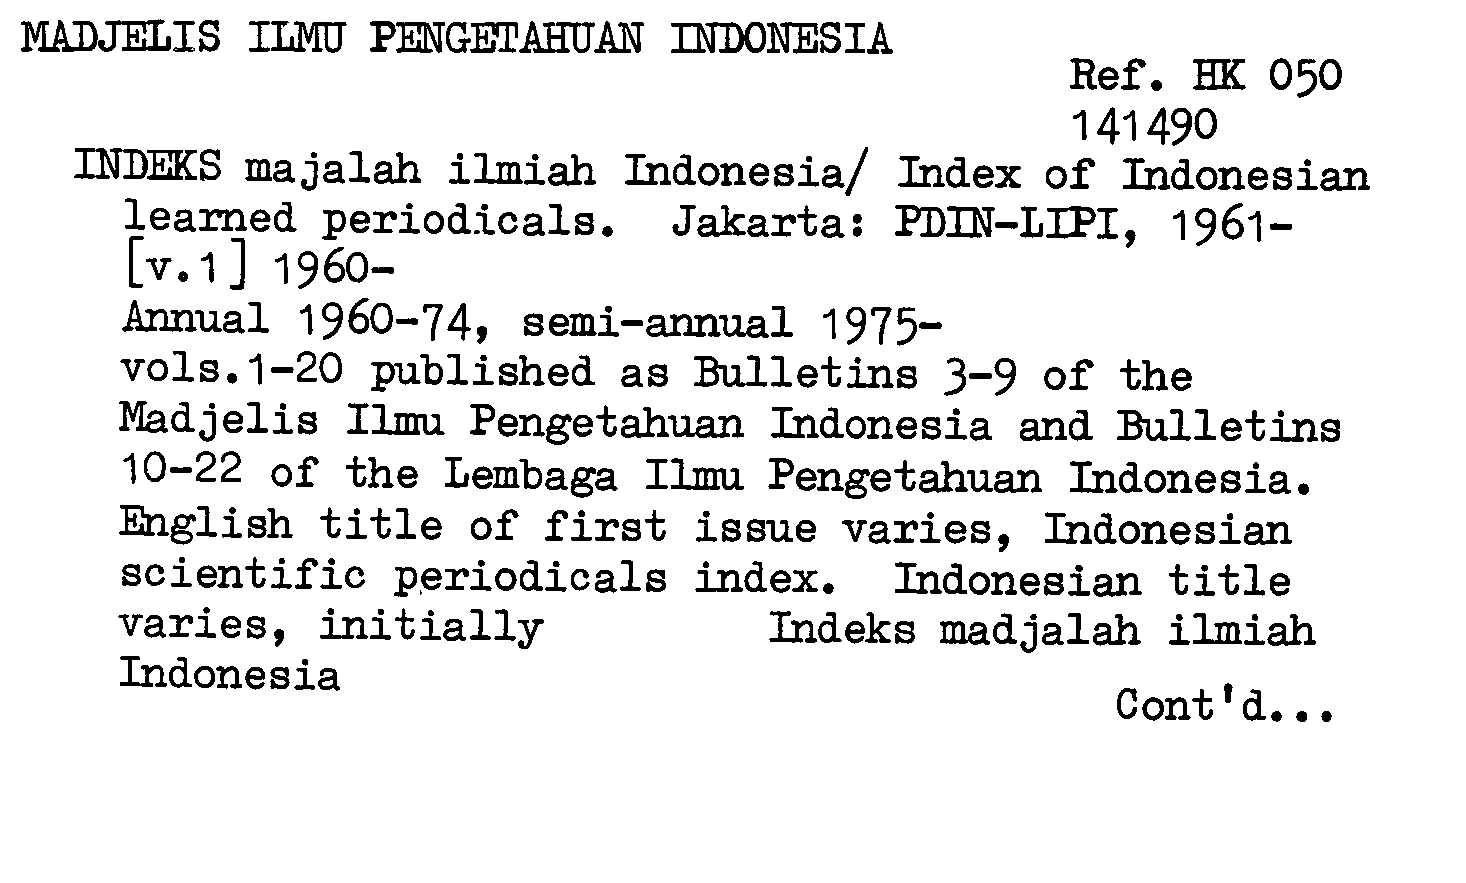 MADJELIS ILMU PENGETAHUAN INDONESIA
Ref. HK 050
141490
INDEKS majalah ilmiah Indonesia/ Index of Indonesian
learned periodicals. Jakarta: PDIN-LIPI, 1961-
[v.1] 1960-
Annual 1960-74, semi-annual 1975-
vols.1-20 published as Bulletins 3-9 of the
Madjelis Ilmu Pengetahuan Indonesia and Bulletins
10-22 of the Lembaga Ilmu Pengetahuan Indonesia.
English title of first issue varies, Indonesian
scientific periodicals index. Indonesian title
varies, initially Indeks madjalah ilmiah
Indonesia
Cont'd...